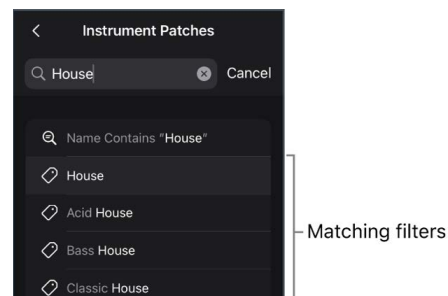 Instrument Patches
House
Cancel
Name Contains “House”
House
Acid House
Bass House
Classic House
Matching filters